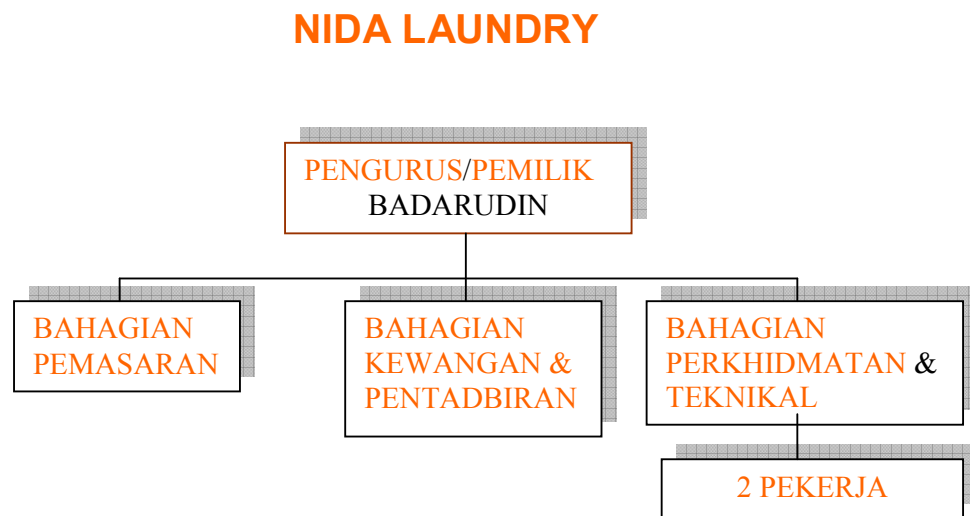 NIDA LAUNDRY
PENGURUS/PEMILIK
BADARUDIN
BAHAGIAN
PEMASARAN
BAHAGIAN
KEWANGAN &
PENTADBIRAN
BAHAGIAN
PERKHIDMATAN &
TEKNIKAL
2 PEKERJA